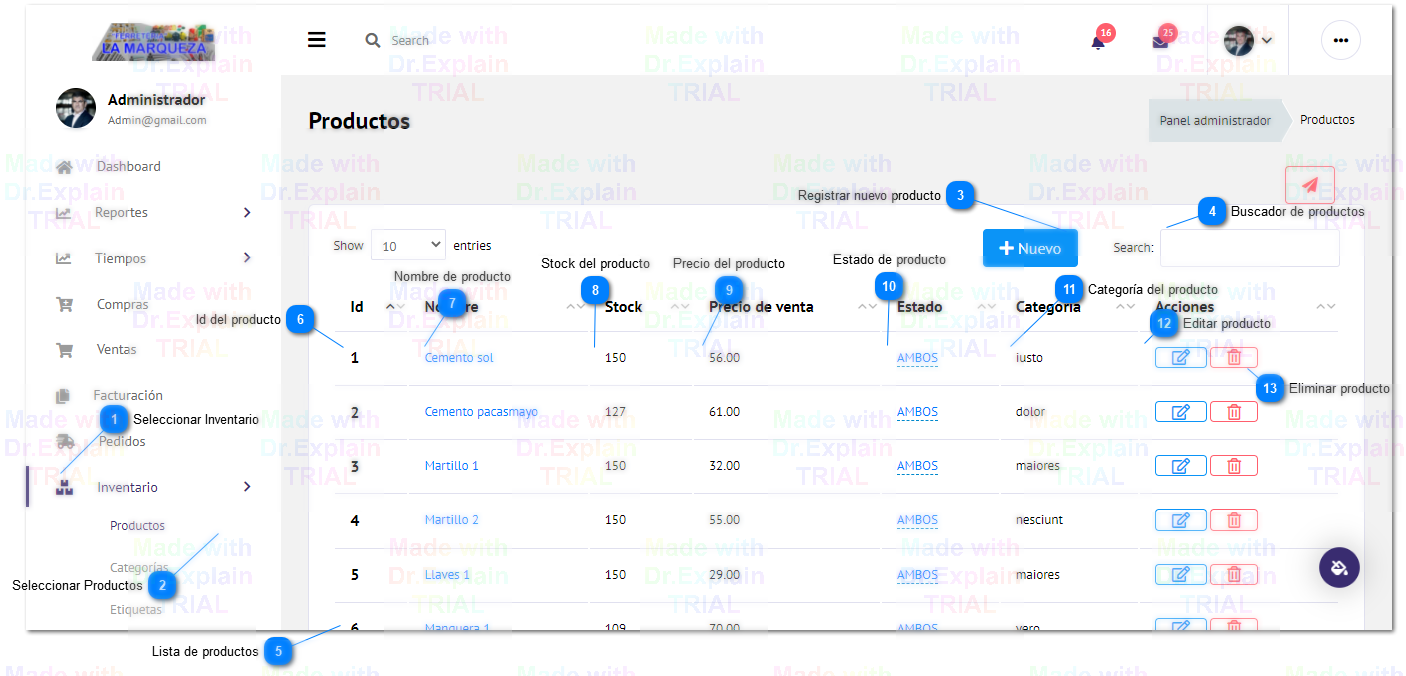 FERRETERIA
LA MARQUEZA
Search
16
25
Administrador
Admin@gmail.com
Productos
Panel administrador
Productos
Dashboard
Reportes
Tiempos
Compras
Ventas
Facturación
1 Seleccionar Inventario
Pedidos
Inventario
Productos
Categorías
Seleccionar Productos 2
Etiquetas
Registrar nuevo producto 3
4 Buscador de productos
Show 10 entries
Nuevo
Search:
Nombre de producto
7
Stock del producto
8
Precio del producto
9
Estado de producto
10
11 Categoría del producto
Id del producto 6
12 Editar producto
13 Eliminar producto
Id Nombre Stock Precio de venta Estado Categoría Acciones
1 Cemento sol 150 56.00 AMBOS iusto
2 Cemento pacasmayo 127 61.00 AMBOS dolor
3 Martillo 1 150 32.00 AMBOS maiores
4 Martillo 2 150 55.00 AMBOS nesciunt
5 Llaves 1 150 29.00 AMBOS maiores
6 Manguera 1 109 70.00 AMBOS vero
Lista de productos 5
Made with
Dr.Explain
TRIAL